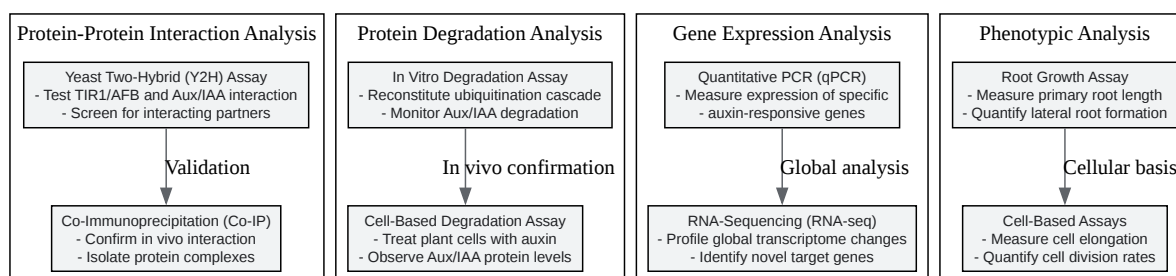 Protein-Protein Interaction Analysis
Yeast Two-Hybrid (Y2H) Assay
- Test TIR1/AFB and Aux/IAA interaction
- Screen for interacting partners
Validation
Co-Immunoprecipitation (Co-IP)
- Confirm in vivo interaction
- Isolate protein complexes
Protein Degradation Analysis
In Vitro Degradation Assay
- Reconstitute ubiquitination cascade
- Monitor Aux/IAA degradation
In vivo confirmation
Cell-Based Degradation Assay
- Treat plant cells with auxin
- Observe Aux/IAA protein levels
Gene Expression Analysis
Quantitative PCR (qPCR)
- Measure expression of specific
- auxin-responsive genes
Global analysis
RNA-Sequencing (RNA-seq)
- Profile global transcriptome changes
- Identify novel target genes
Phenotypic Analysis
Root Growth Assay
- Measure primary root length
- Quantify lateral root formation
Cellular basis
Cell-Based Assays
- Measure cell elongation
- Quantify cell division rates